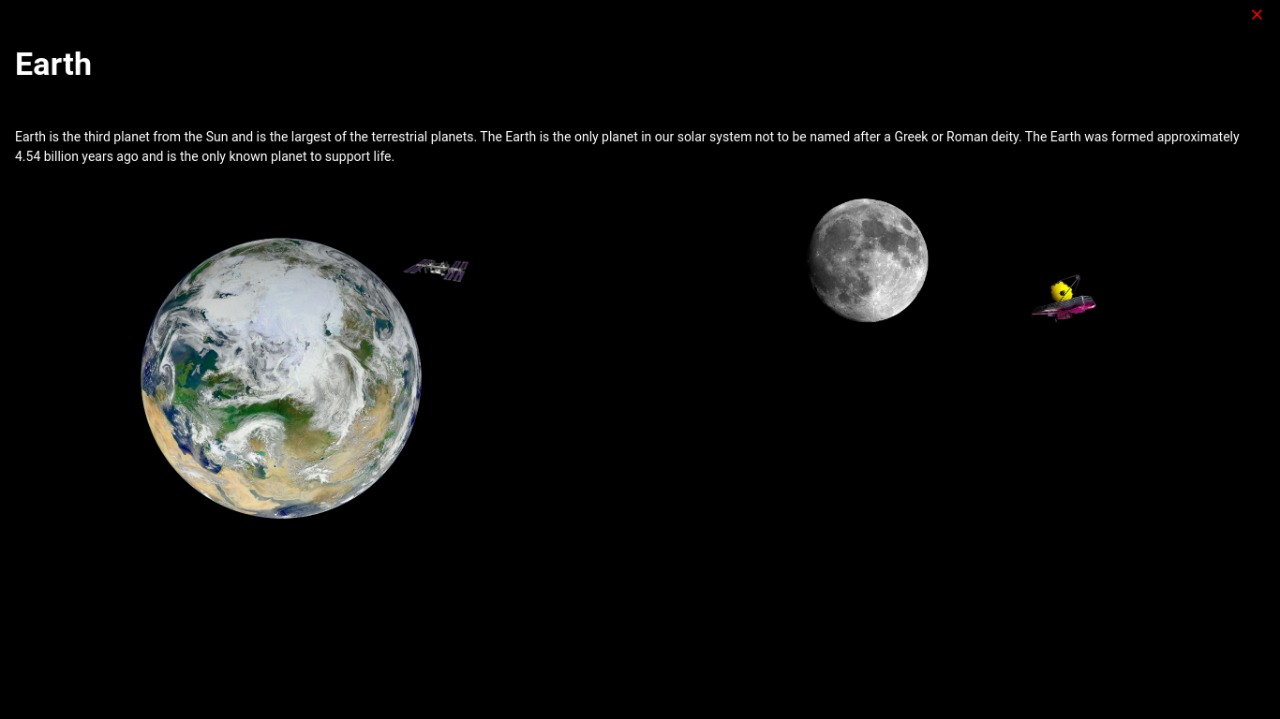 Earth
Earth is the third planet from the Sun and is the largest of the terrestrial planets. The Earth is the only planet in our solar system not to be named after a Greek or Roman deity. The Earth was formed approximately
4.54 billion years ago and is the only known planet to support life.